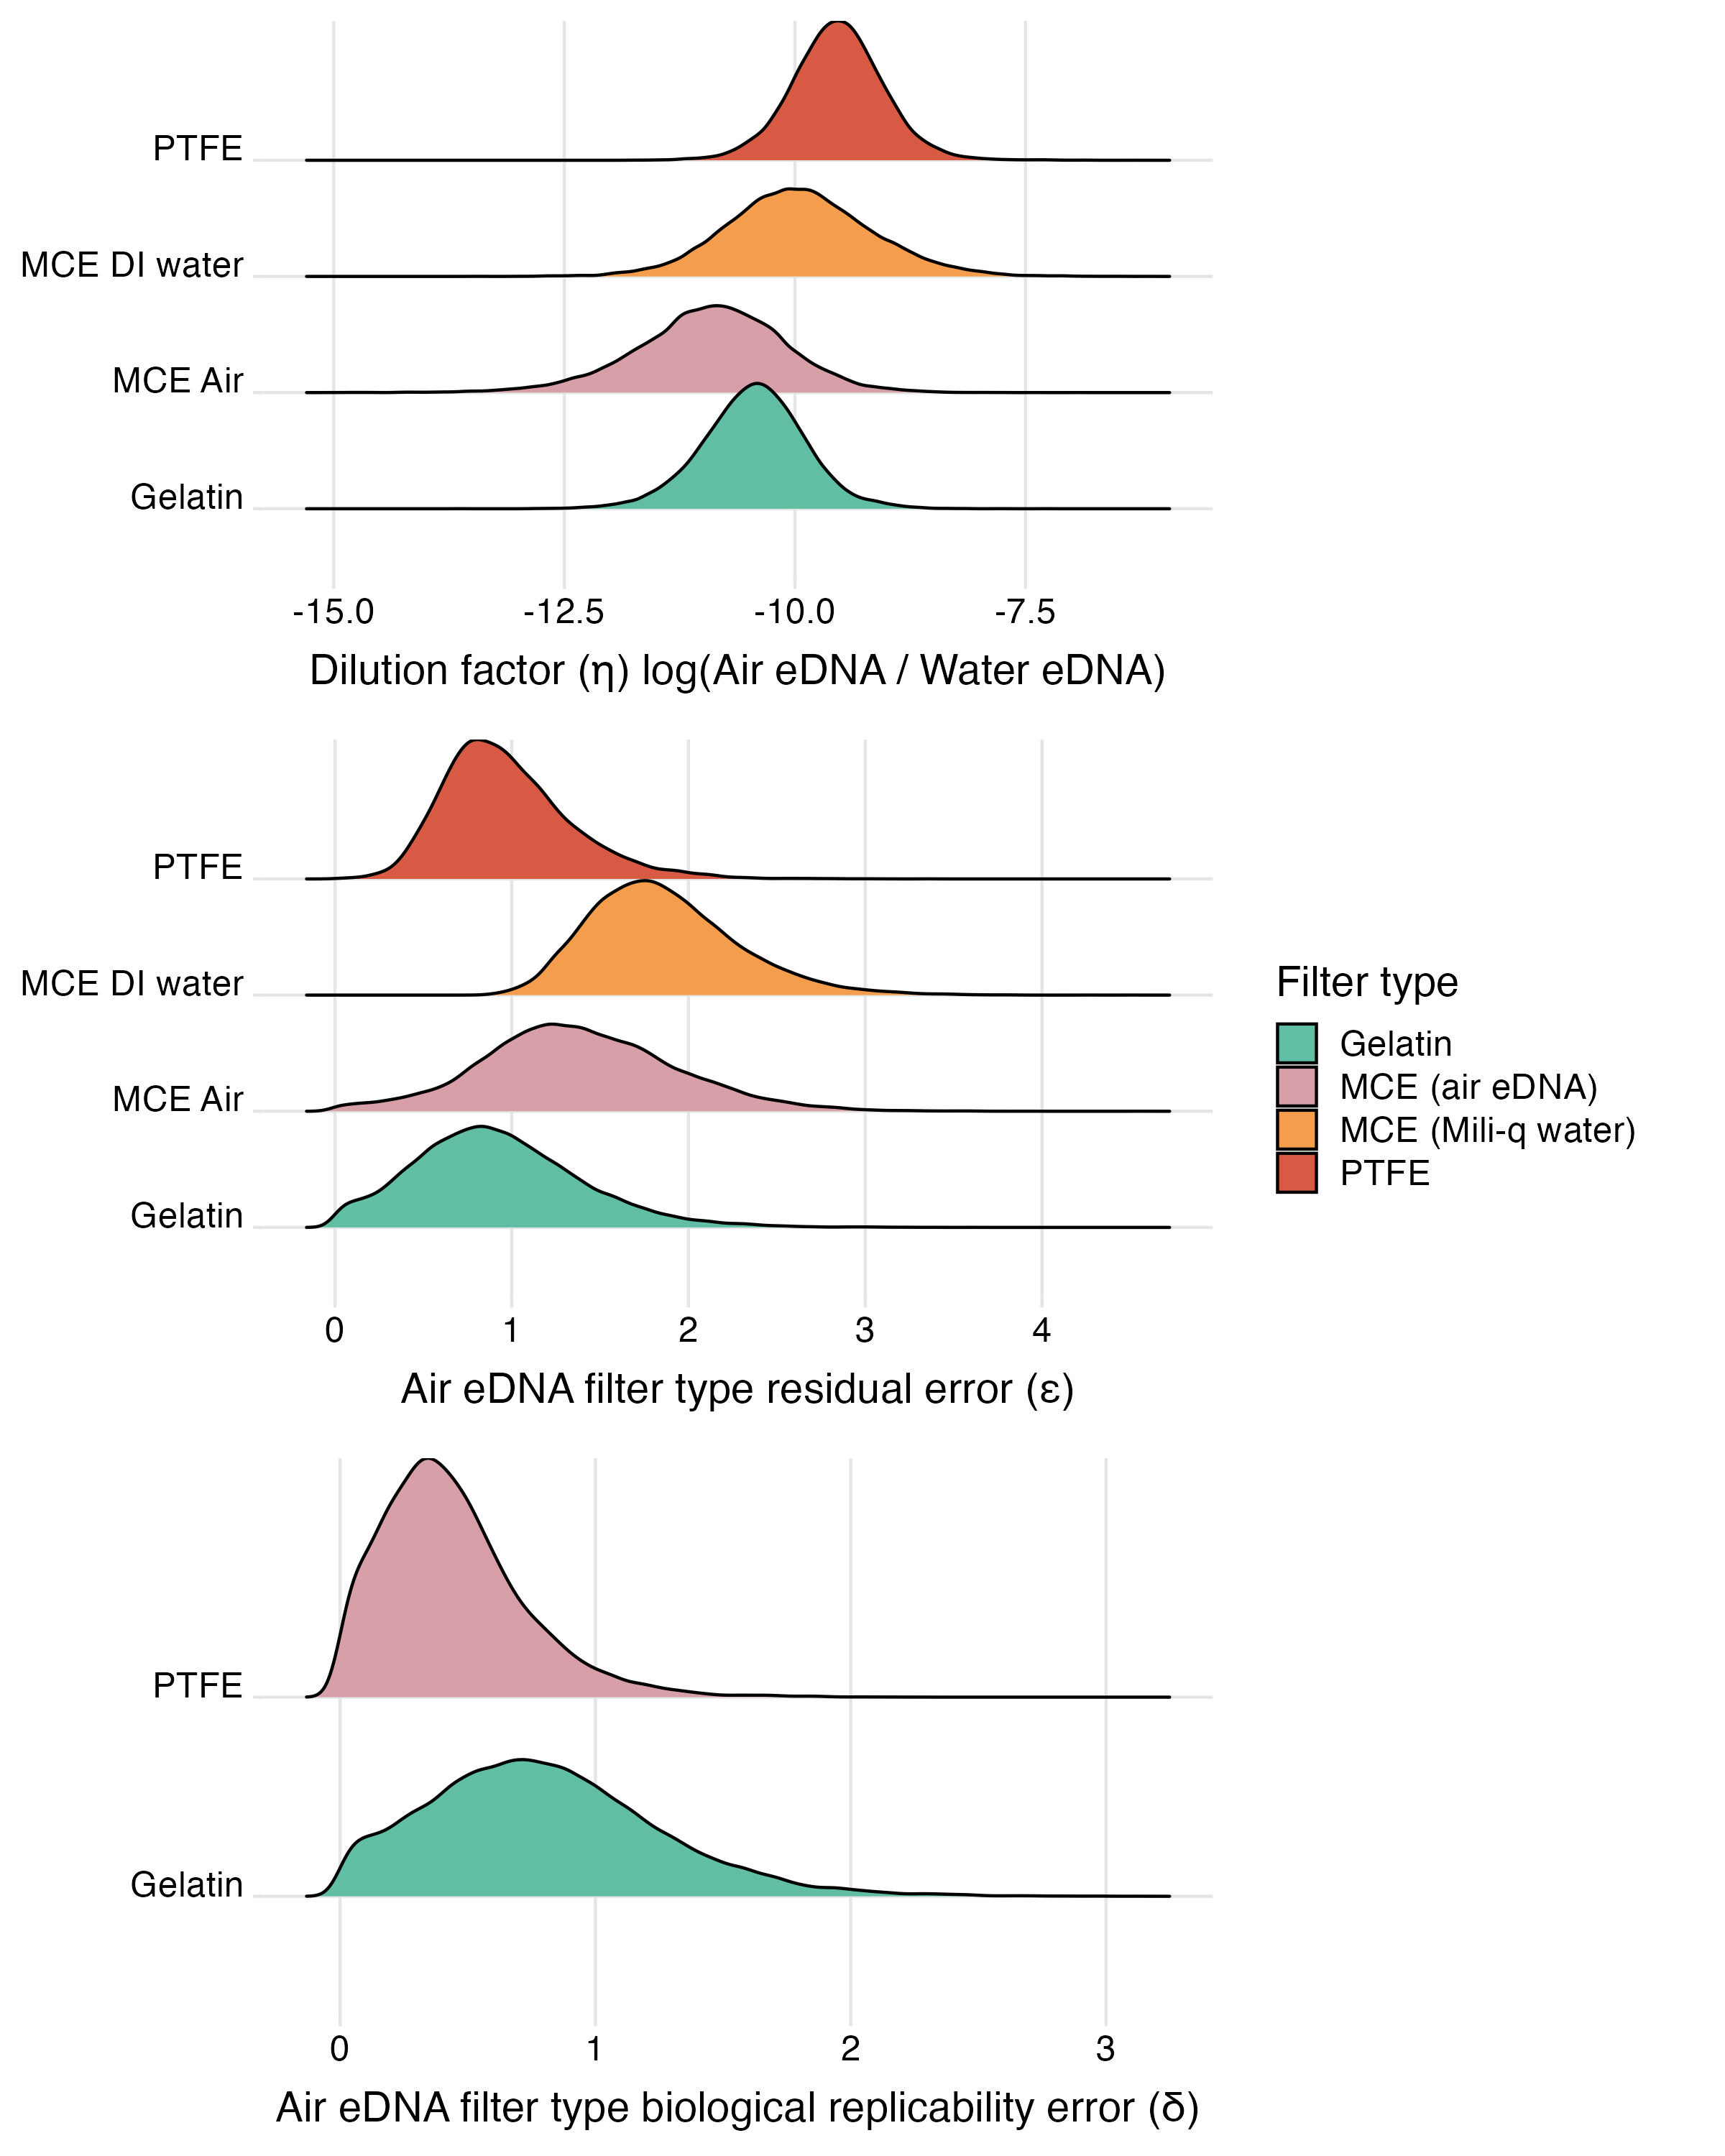 PTFE
MCE DI water
MCE Air
Gelatin
-15.0 -12.5 -10.0 -7.5
Dilution factor (η) log(Air eDNA / Water eDNA)
PTFE
MCE DI water
MCE Air
Gelatin
0 1 2 3 4
Air eDNA filter type residual error (ε)
Filter type
Gelatin
MCE (air eDNA)
MCE (Mili-q water)
PTFE
PTFE
Gelatin
0 1 2 3
Air eDNA filter type biological replicability error (δ)